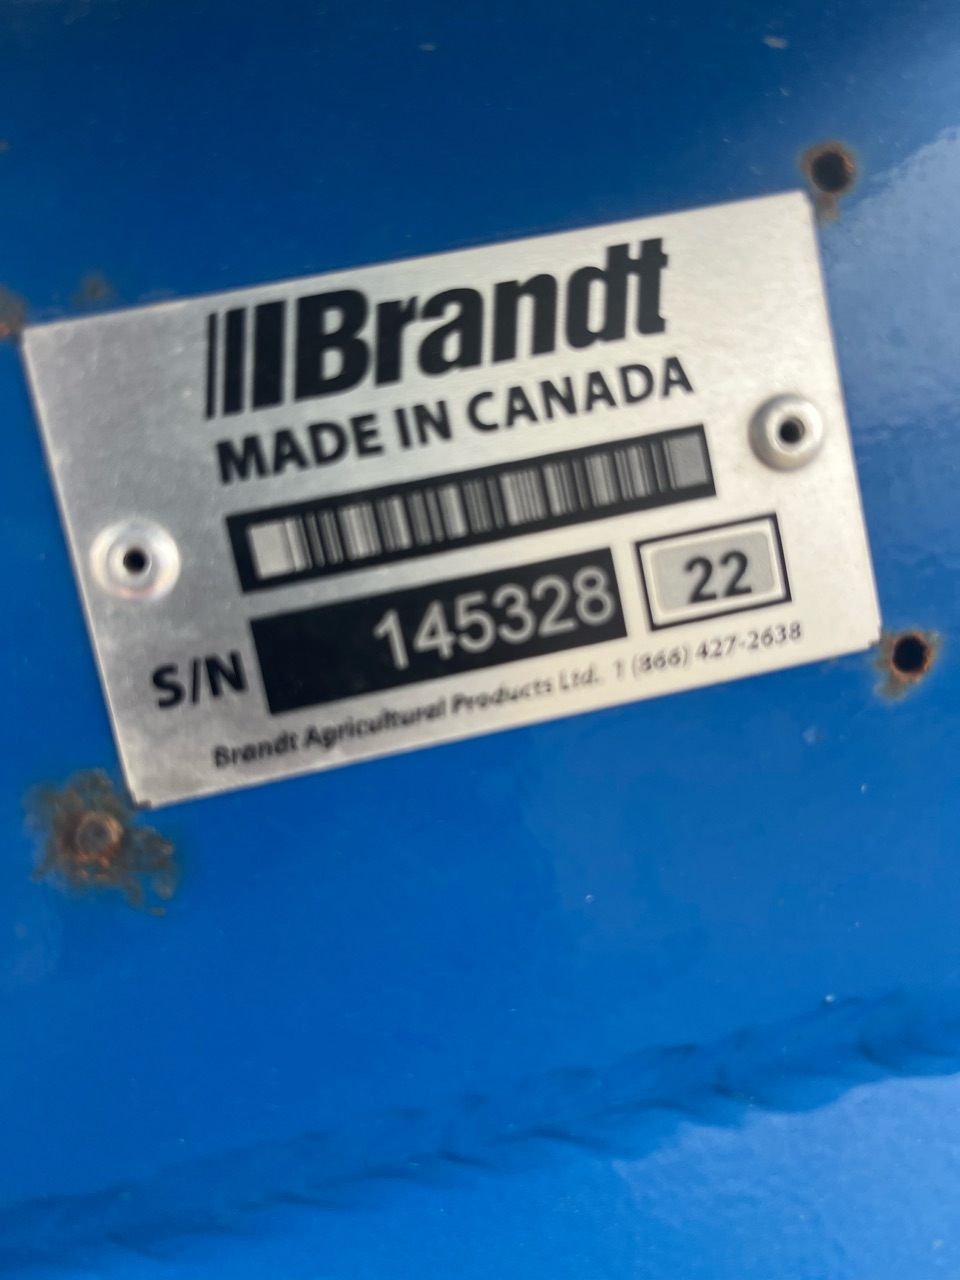 Brandt
MADE IN CANADA
S/N 145328 22
Brandt Agricultural Products Ltd. 1 (866) 427-2638